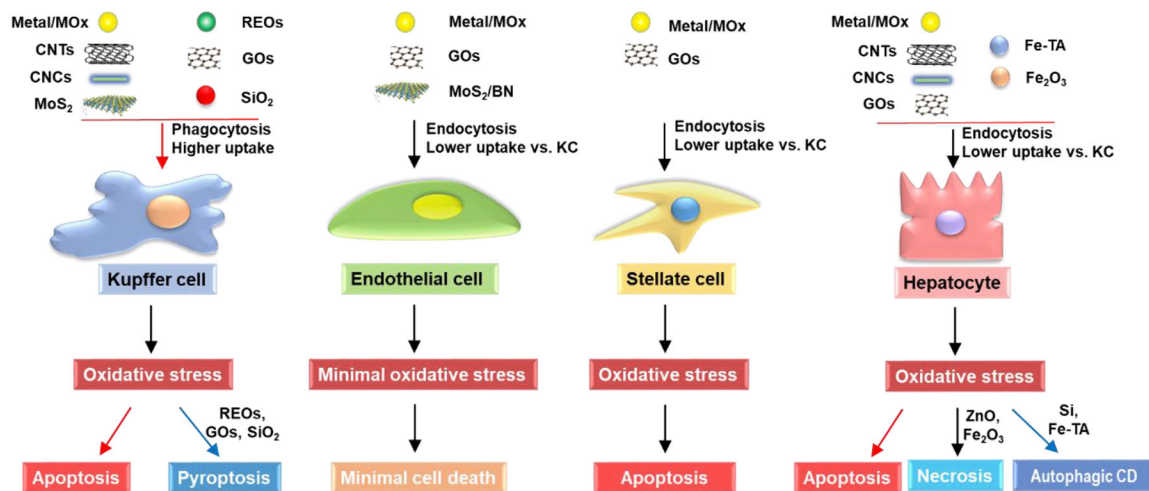 Metal/MOx
CNTs
CNCs
MoS₂
REOs
GOs
SiO₂
Phagocytosis
Higher uptake
Kupffer cell
Oxidative stress
REOs,
GOs, SiO₂
Apoptosis
Pyroptosis
Metal/MOx
GOs
MoS₂/BN
Endocytosis
Lower uptake vs. KC
Endothelial cell
Minimal oxidative stress
Minimal cell death
Metal/MOx
GOs
Endocytosis
Lower uptake vs. KC
Stellate cell
Oxidative stress
Apoptosis
Metal/MOx
CNTs
CNCs
GOs
Fe-TA
Fe₂O₃
Endocytosis
Lower uptake vs. KC
Hepatocyte
Oxidative stress
ZnO,
Fe₂O₃
Si,
Fe-TA
Apoptosis
Necrosis
Autophagic CD